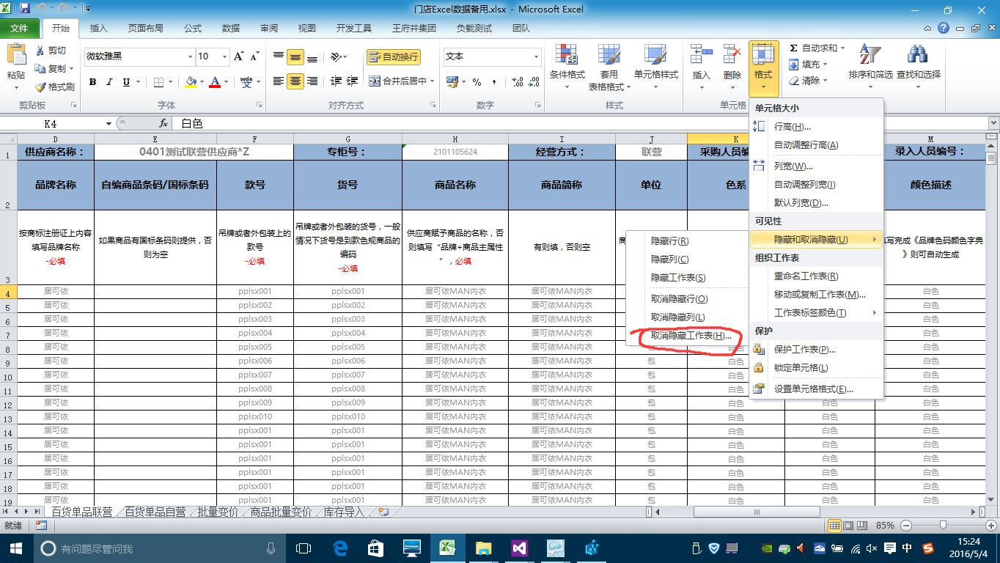 门店Excel数据备用.xlsx - Microsoft Excel
文件 开始 插入 页面布局 公式 数据 审阅 视图 开发工具 王府井集团 负载测试 团队
粘贴 剪切 复制 格式刷
微软雅黑 10
B I U
自动换行
合并后居中
文本
条件格式 套用表格格式 单元格样式
插入 删除 格式
自动求和 填充 清除
排序和筛选 查找和选择
剪贴板 字体 对齐方式 数字 样式 单元格
K4 fx 白色
D E F G H I J K M
1 供应商名称： 0401测试联营供应商*Z 专柜号： 2101105624 经营方式： 联营 采购人员编 录入人员编号：
2 品牌名称 自编商品条码/国标条码 款号 货号 商品名称 商品简称 单位 色系 颜色描述
3 按商标注册证上内容填写品牌名称 -必填
如果商品有国标条码则提供，否则为空
吊牌或者外包装上的款号 -必填
吊牌或者外包装的货号，一般情况下货号是到款色规商品的编码 -必填
供应商赋予商品的名称，否则填写“品牌+商品主属性”，必填
有则填，否则空
商
写完成《品牌色码颜色字典》则可自动生成
4 居可依 pplsx001 pplsx001 居可依MAN内衣 居可依MAN内衣 白色
5 居可依 pplsx002 pplsx002 居可依MAN内衣 居可依MAN内衣 白色
6 居可依 pplsx003 pplsx003 居可依MAN内衣 居可依MAN内衣 白色
7 居可依 pplsx004 pplsx004 居可依MAN内衣 居可依MAN内衣 白色
8 居可依 pplsx005 pplsx005 居可依MAN内衣 居可依MAN内衣 包 白色 白色
9 居可依 pplsx006 pplsx006 居可依MAN内衣 居可依MAN内衣 包 白色 白色
10 居可依 pplsx007 pplsx007 居可依MAN内衣 居可依MAN内衣 包 白色 白色
11 居可依 pplsx008 pplsx008 居可依MAN内衣 居可依MAN内衣 包 白色 白色
12 居可依 pplsx009 pplsx009 居可依MAN内衣 居可依MAN内衣 包 白色 白色 白色
13 居可依 pplsx010 pplsx010 居可依MAN内衣 居可依MAN内衣 包 白色 白色 白色
14 居可依 pplsx001 pplsx001 居可依MAN内衣 居可依MAN内衣 包 白色 白色 白色
15 居可依 pplsx001 pplsx001 居可依MAN内衣 居可依MAN内衣 包 白色 白色 白色
16 居可依 pplsx001 pplsx001 居可依MAN内衣 居可依MAN内衣 包 白色 白色 白色
17 居可依 pplsx001 pplsx001 居可依MAN内衣 居可依MAN内衣 包 白色 白色 白色
18 居可依 pplsx001 pplsx001 居可依MAN内衣 居可依MAN内衣 包 白色 白色 白色
19 居可依 pplsx001 pplsx001 居可依MAN内衣 居可依MAN内衣 包 白色 白色 白色
单元格大小
行高(H)...
自动调整行高(A)
列宽(W)...
自动调整列宽(I)
默认列宽(D)...
可见性
隐藏和取消隐藏(U)
组织工作表
重命名工作表(R)
移动或复制工作表(M)...
工作表标签颜色(T)
保护
保护工作表(P)...
锁定单元格(L)
设置单元格格式(E)...
隐藏行(R)
隐藏列(C)
隐藏工作表(S)
取消隐藏行(O)
取消隐藏列(L)
取消隐藏工作表(H)...
百货单品联营 百货单品自营 批量变价 商品批量变价 库存导入
就绪 85%
有问题尽管问我
中
15:24
2016/5/4